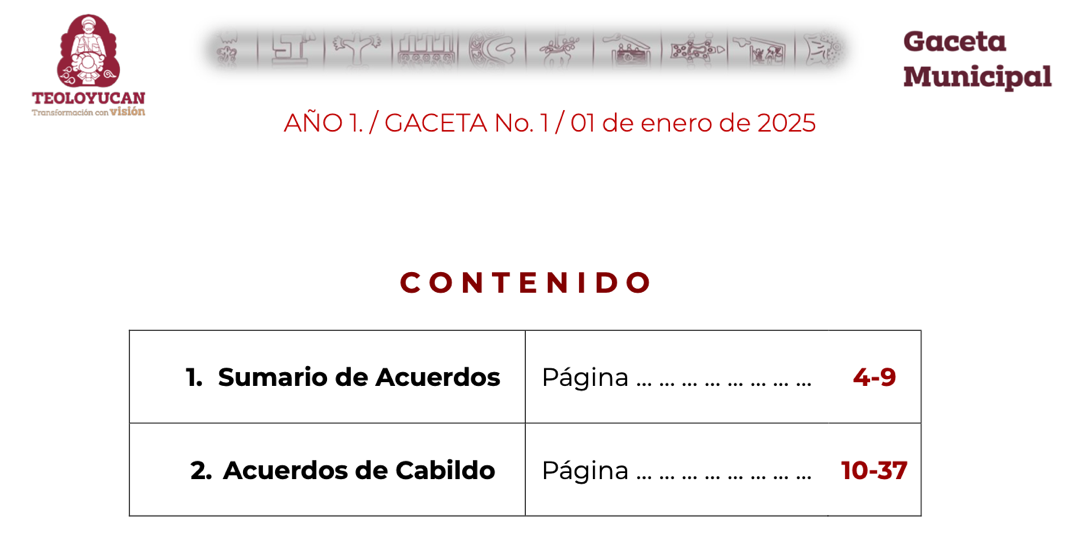 TEOLOYUCAN
Transformación con visión
Gaceta
Municipal
AÑO 1. / GACETA No. 1 / 01 de enero de 2025
CONTENIDO
1. Sumario de Acuerdos Página ... ... ... ... ... ... ... ... 4-9
2. Acuerdos de Cabildo Página ... ... ... ... ... ... ... ... 10-37